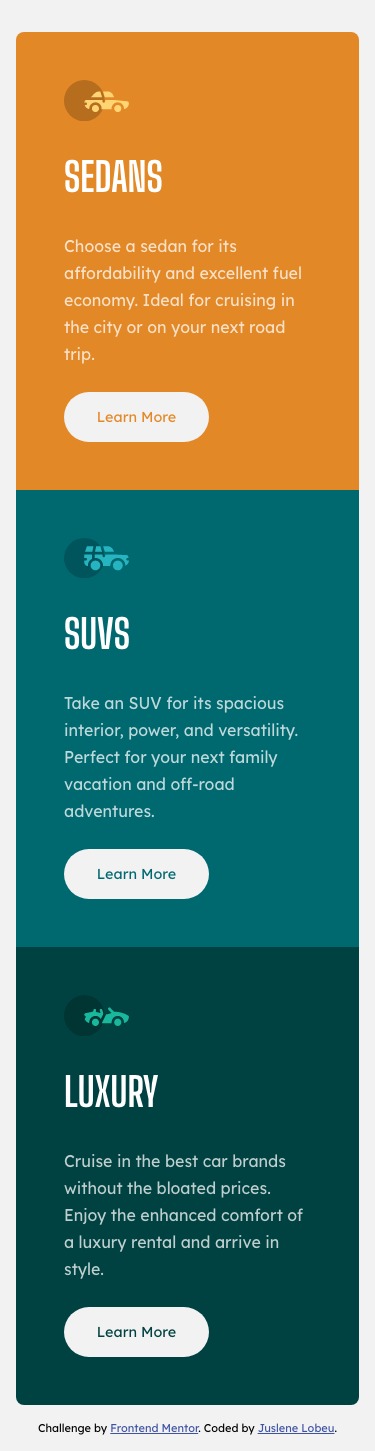 SEDANS
Choose a sedan for its
affordability and excellent fuel
economy. Ideal for cruising in
the city or on your next road
trip.
Learn More
SUVS
Take an SUV for its spacious
interior, power, and versatility.
Perfect for your next family
vacation and off-road
adventures.
Learn More
LUXURY
Cruise in the best car brands
without the bloated prices.
Enjoy the enhanced comfort of
a luxury rental and arrive in
style.
Learn More
Challenge by Frontend Mentor. Coded by Juslene Lobeu.